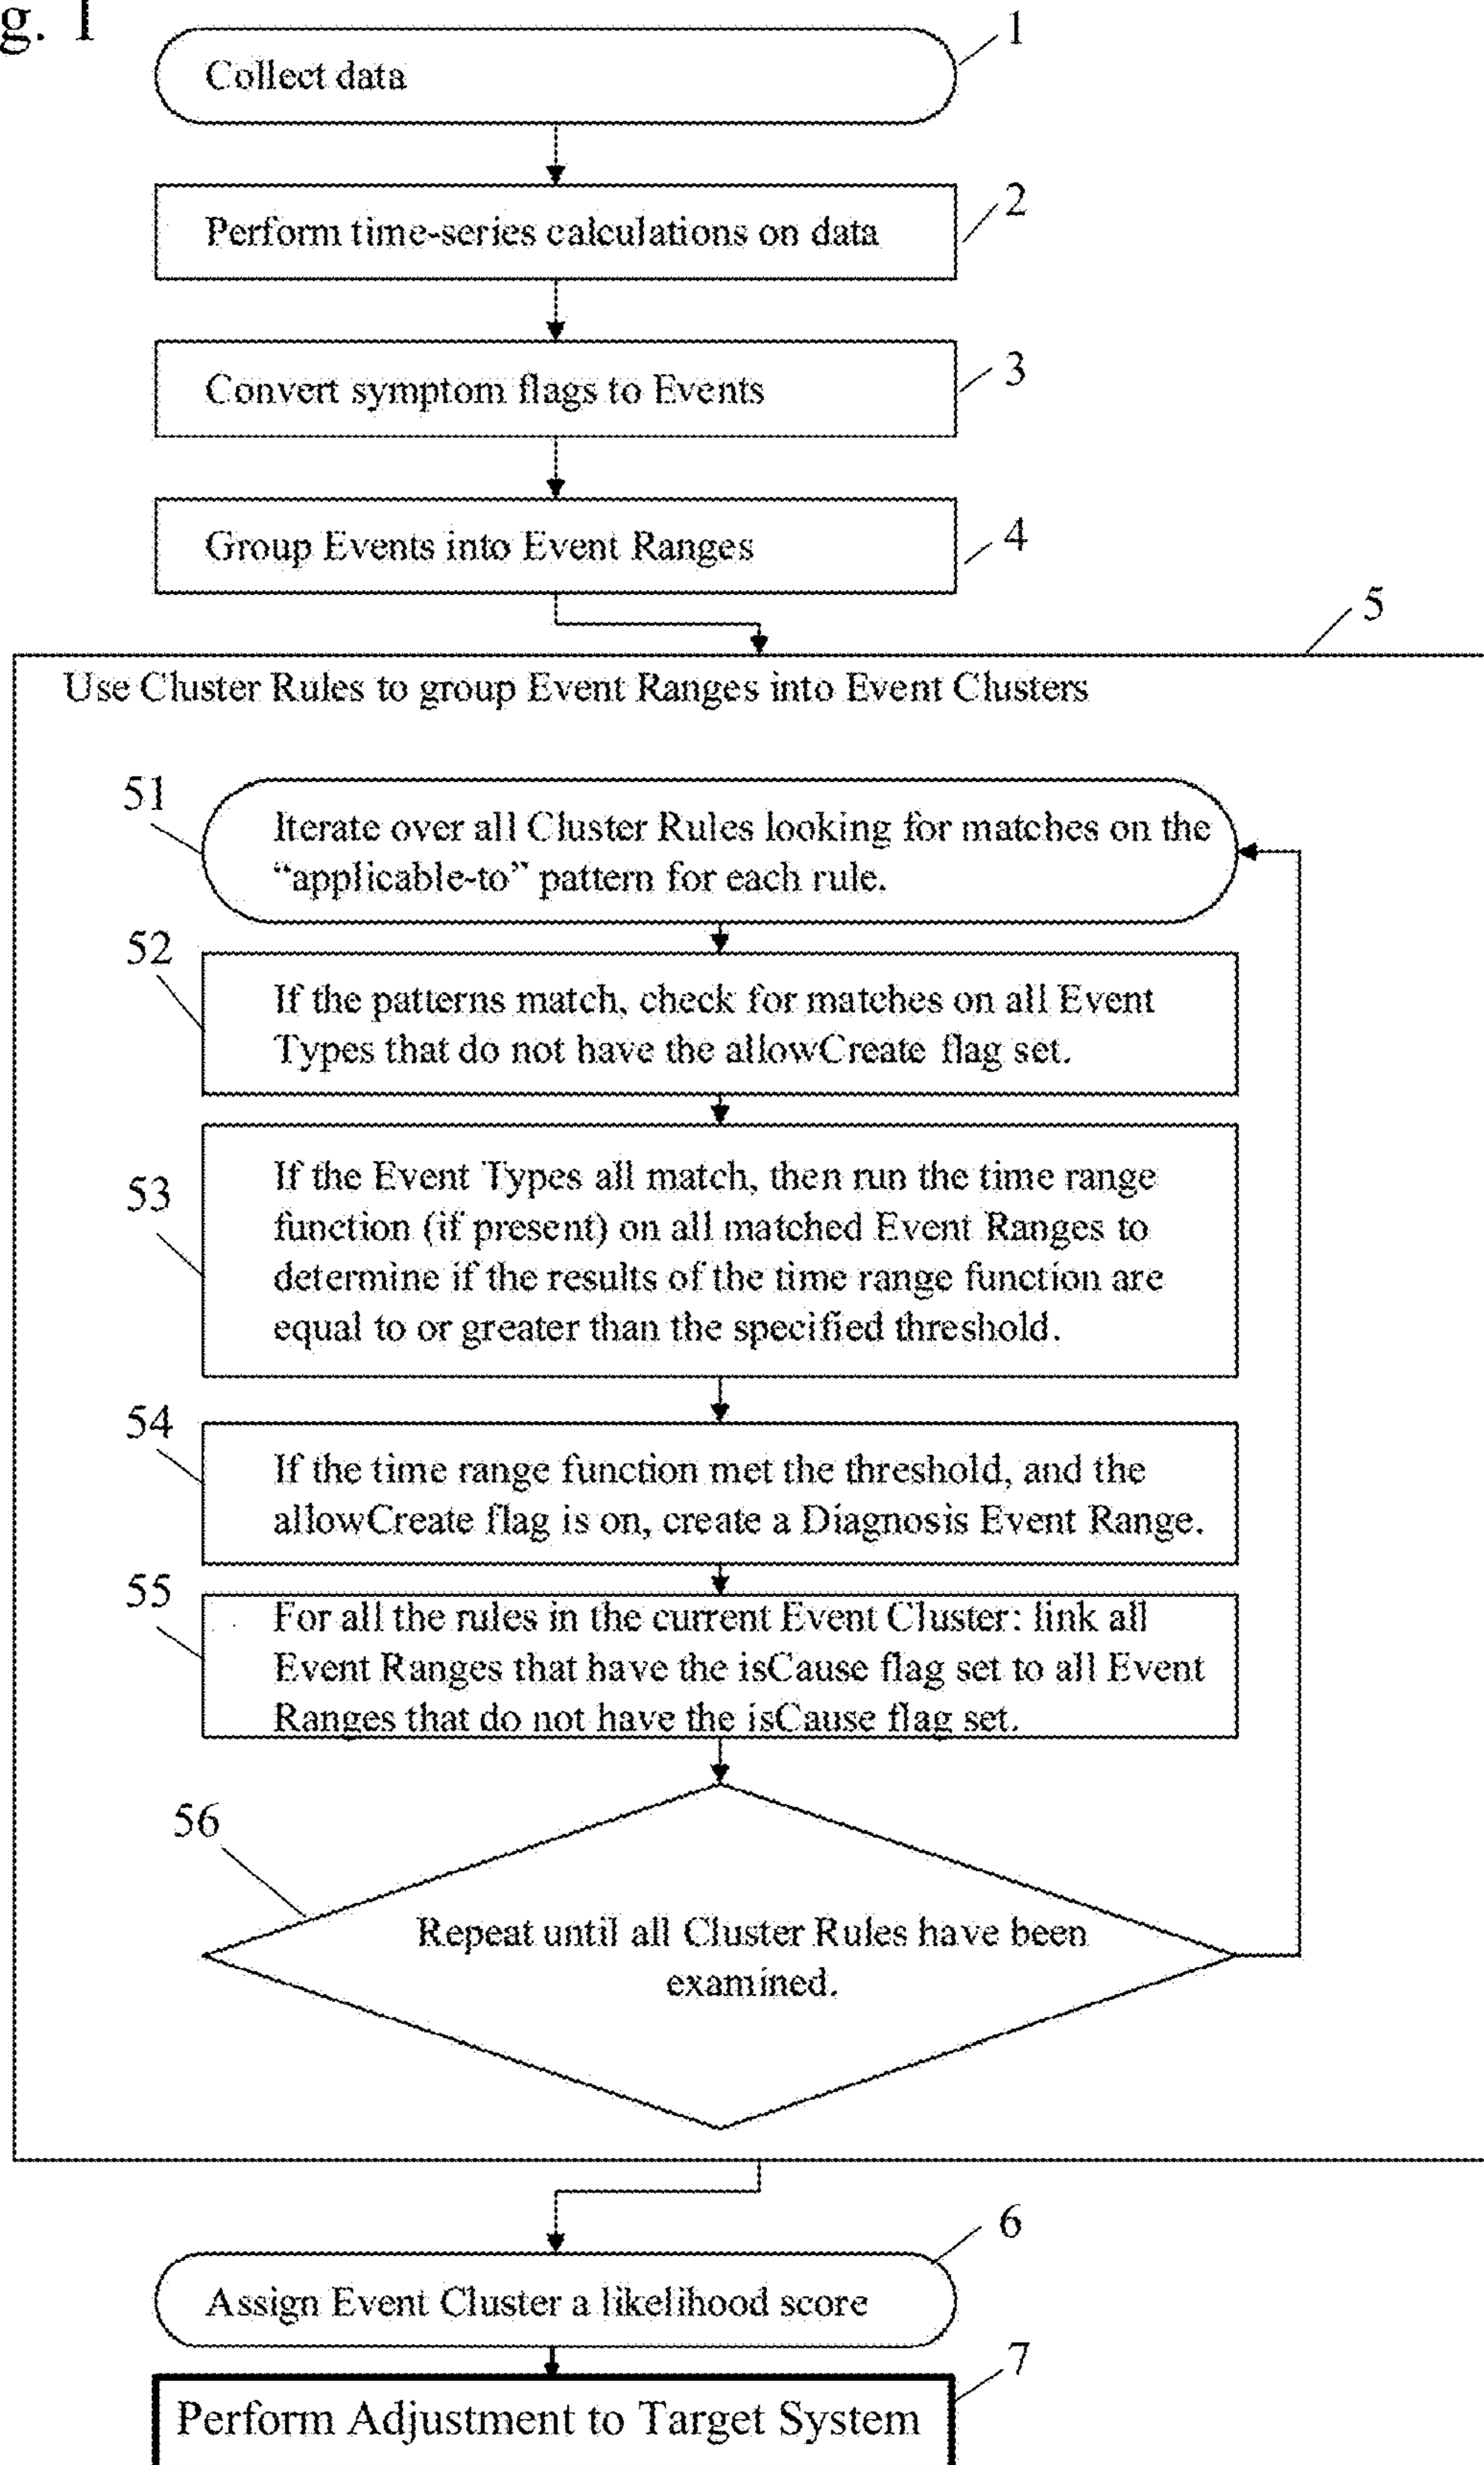 g. 1
1
Collect data
2
Perform time-series calculations on data
3
Convert symptom flags to Events
4
Group Events into Event Ranges
5
Use Cluster Rules to group Event Ranges into Event Clusters
51
Iterate over all Cluster Rules looking for matches on the
“applicable-to” pattern for each rule.
52
If the patterns match, check for matches on all Event
Types that do not have the allowCreate flag set.
53
If the Event Types all match, then run the time range
function (if present) on all matched Event Ranges to
determine if the results of the time range function are
equal to or greater than the specified threshold.
54
If the time range function met the threshold, and the
allowCreate flag is on, create a Diagnosis Event Range.
55
For all the rules in the current Event Cluster: link all
Event Ranges that have the isCause flag set to all Event
Ranges that do not have the isCause flag set.
56
Repeat until all Cluster Rules have been
examined.
6
Assign Event Cluster a likelihood score
7
Perform Adjustment to Target System